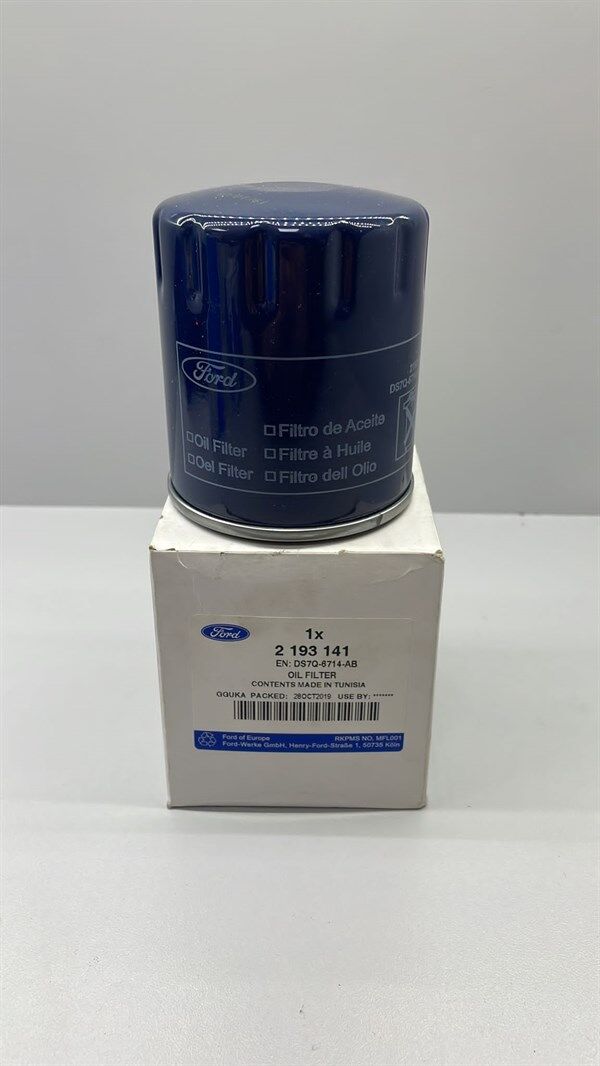 Ford
DS7Q-
□ Filtro de Aceite
□ Oil Filter □ Filtre à Huile
□ Oel Filter □ Filtro dell Olio
Ford
1x
2 193 141
EN: DS7Q-6714-AB
OIL FILTER
CONTENTS MADE IN TUNISIA
GGUKA PACKED: 28OCT2019 USE BY: *******
Ford of Europe RKPMS NO, MFL001
Ford-Werke GmbH, Henry-Ford-Straße 1, 50735 Köln